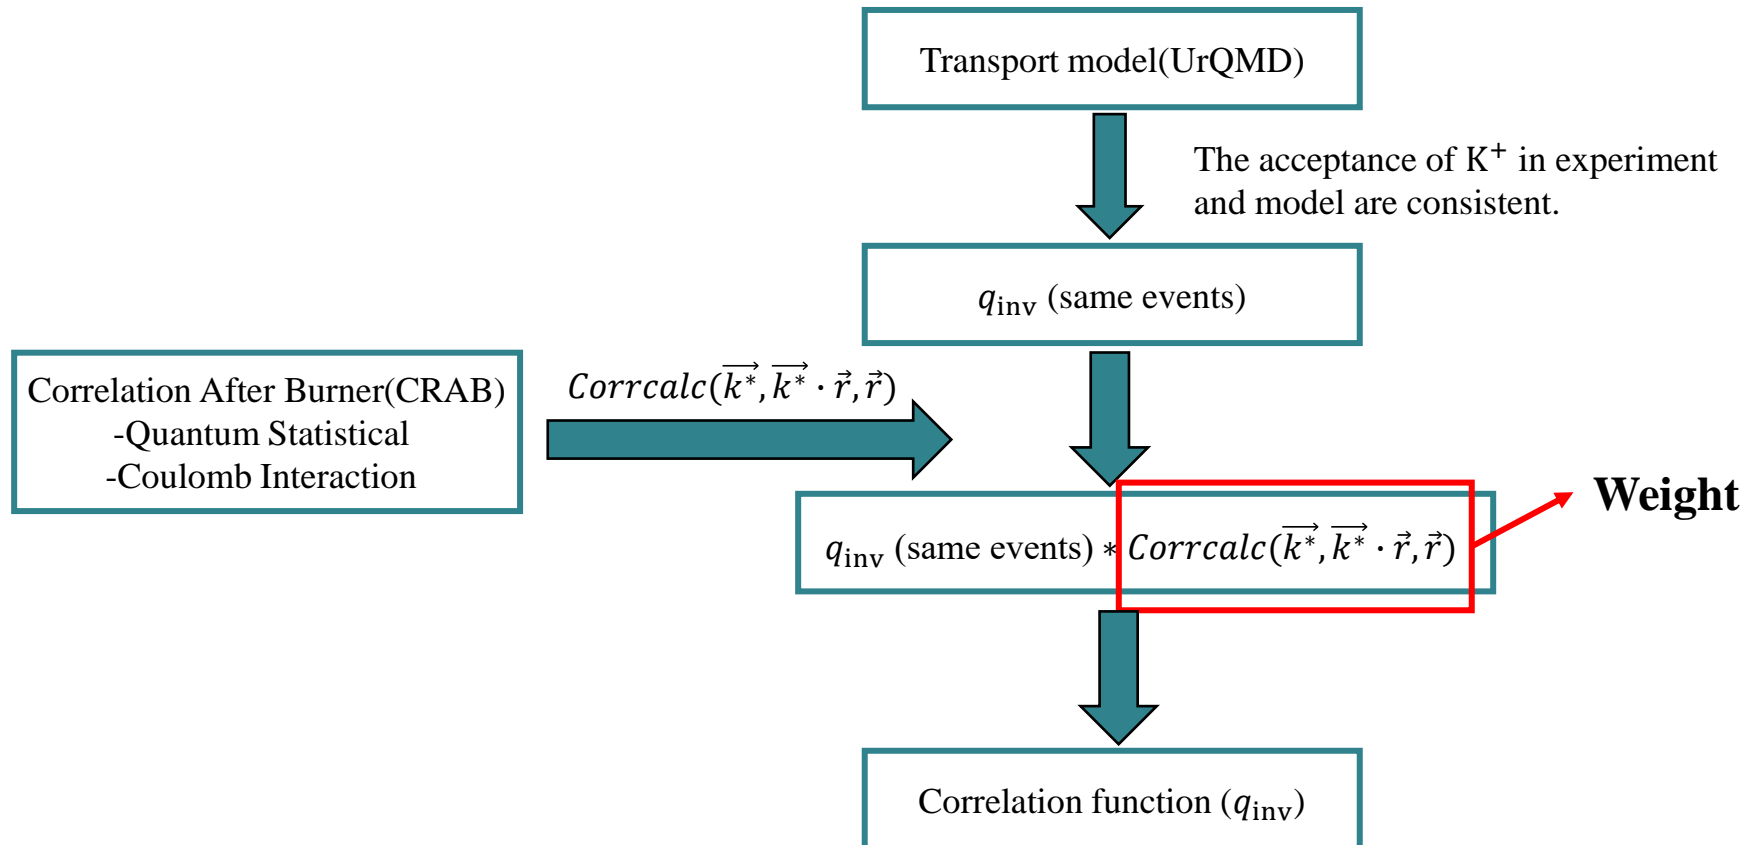 Transport model(UrQMD)
The acceptance of K⁺ in experiment
and model are consistent.
q_inv (same events)
Correlation After Burner(CRAB)
-Quantum Statistical
-Coulomb Interaction
Corrcalc(k*⃗, k*⃗ · r⃗, r⃗)
q_inv (same events) * Corrcalc(k*⃗, k*⃗ · r⃗, r⃗)
Weight
Correlation function (q_inv)